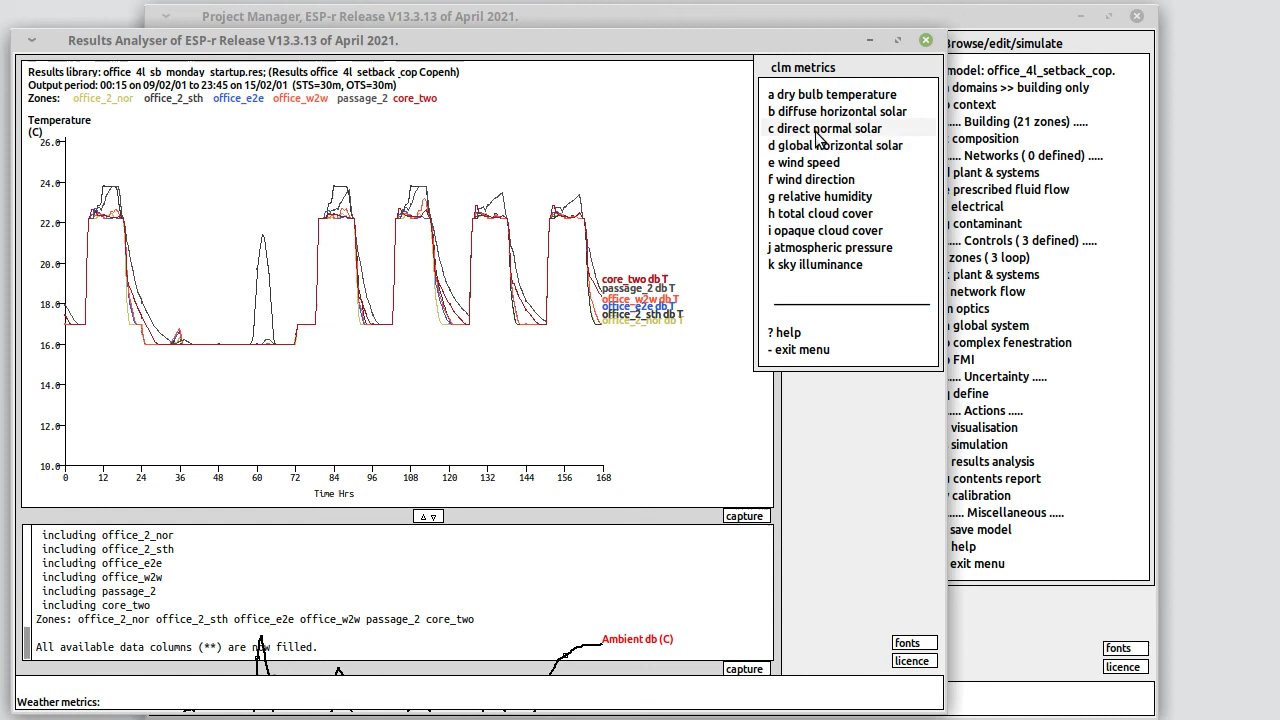 Project Manager, ESP-r Release V13.3.13 of April 2021.
Results Analyser of ESP-r Release V13.3.13 of April 2021.
Results library: office_4l_sb_monday_startup.res; (Results office_4l_setback_cop Copenh)
Output period: 00:15 on 09/02/01 to 23:45 on 15/02/01 (STS=30m, OTS=30m)
Zones: office_2_nor office_2_sth office_e2e office_w2w passage_2 core_two
Temperature
(C)
26.0
24.0
22.0
20.0
18.0
16.0
14.0
12.0
10.0
0 12 24 36 48 60 72 84 96 108 120 132 144 156 168
Time Hrs
core_two db T
passage_2 db T
office_w2w db T
office_e2e db T
office_2_sth db T
office_2_nor db T
capture
including office_2_nor
including office_2_sth
including office_e2e
including office_w2w
including passage_2
including core_two
Zones: office_2_nor office_2_sth office_e2e office_w2w passage_2 core_two
All available data columns (**) are now filled.
Ambient db (C)
capture
Weather metrics:
clm metrics
a dry bulb temperature
b diffuse horizontal solar
c direct normal solar
d global horizontal solar
e wind speed
f wind direction
g relative humidity
h total cloud cover
i opaque cloud cover
j atmospheric pressure
k sky illuminance
? help
- exit menu
fonts
licence
Browse/edit/simulate
model: office_4l_setback_cop.
domains >> building only
context
.... Building (21 zones) .....
composition
.... Networks ( 0 defined) .....
plant & systems
prescribed fluid flow
electrical
contaminant
.... Controls ( 3 defined) .....
zones ( 3 loop)
plant & systems
network flow
optics
global system
complex fenestration
FMI
.... Uncertainty .....
define
.... Actions .....
visualisation
simulation
results analysis
contents report
calibration
..... Miscellaneous .....
save model
help
exit menu
fonts
licence